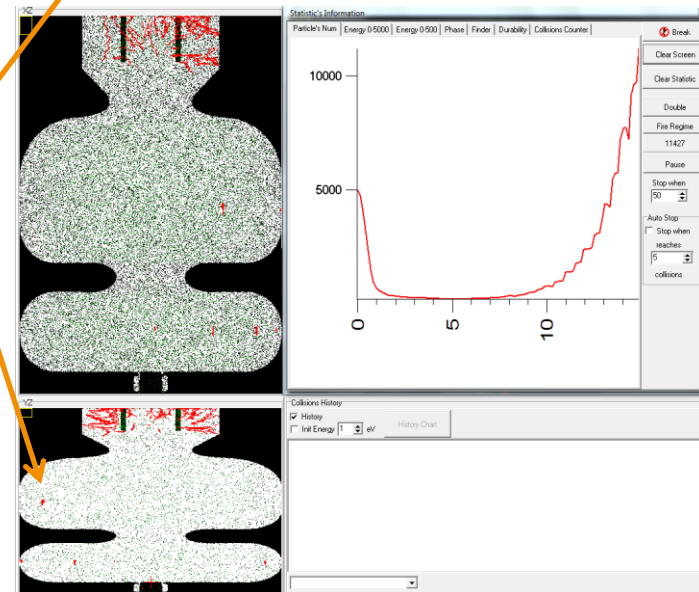 XZ
Statistic's Information
Particle's Num Energy 0-5000 Energy 0-500 Phase Finder Durability Collisions Counter
10000
5000
0 5 10
Break
Clear Screen
Clear Statistic
Double
Fire Regime
11427
Pause
Stop when
50
Auto Stop
Stop when
reaches
5
collisions
YZ
Collisions History
History
Init Energy 1 eV
History Chart